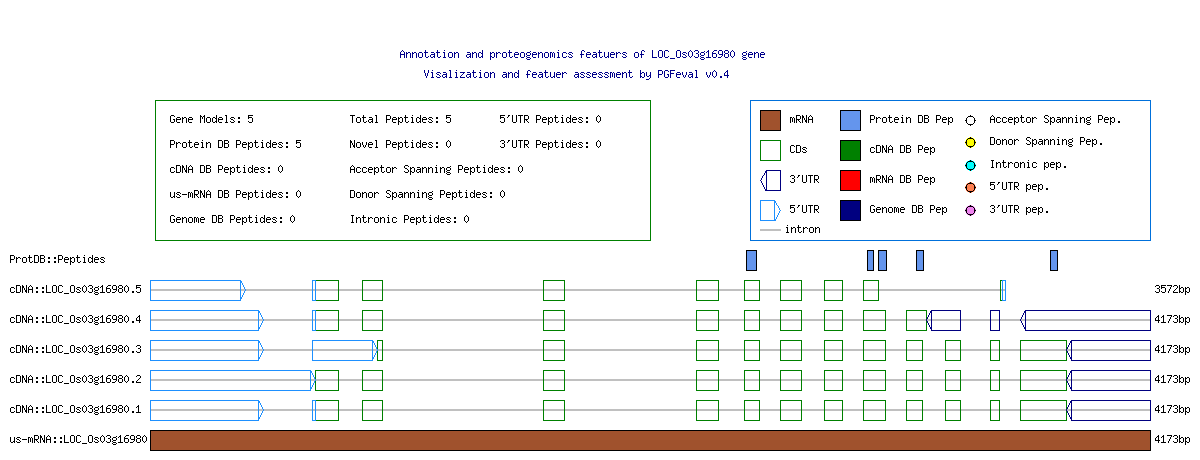 Annotation and proteogenomics featuers of LOC_Os03g16980 gene
Visalization and featuer assessment by PGFeval v0.4
Gene Models: 5 Total Peptides: 5 5'UTR Peptides: 0
Protein DB Peptides: 5 Novel Peptides: 0 3'UTR Peptides: 0
cDNA DB Peptides: 0 Acceptor Spanning Peptides: 0
us-mRNA DB Peptides: 0 Donor Spanning Peptides: 0
Genome DB Peptides: 0 Intronic Peptides: 0
mRNA Protein DB Pep Acceptor Spanning Pep.
CDs cDNA DB Pep Donor Spanning Pep.
3'UTR mRNA DB Pep Intronic pep.
5'UTR Genome DB Pep 5'UTR pep.
intron 3'UTR pep.
ProtDB::Peptides
cDNA::LOC_Os03g16980.5 3572bp
cDNA::LOC_Os03g16980.4 4173bp
cDNA::LOC_Os03g16980.3 4173bp
cDNA::LOC_Os03g16980.2 4173bp
cDNA::LOC_Os03g16980.1 4173bp
us-mRNA::LOC_Os03g16980 4173bp